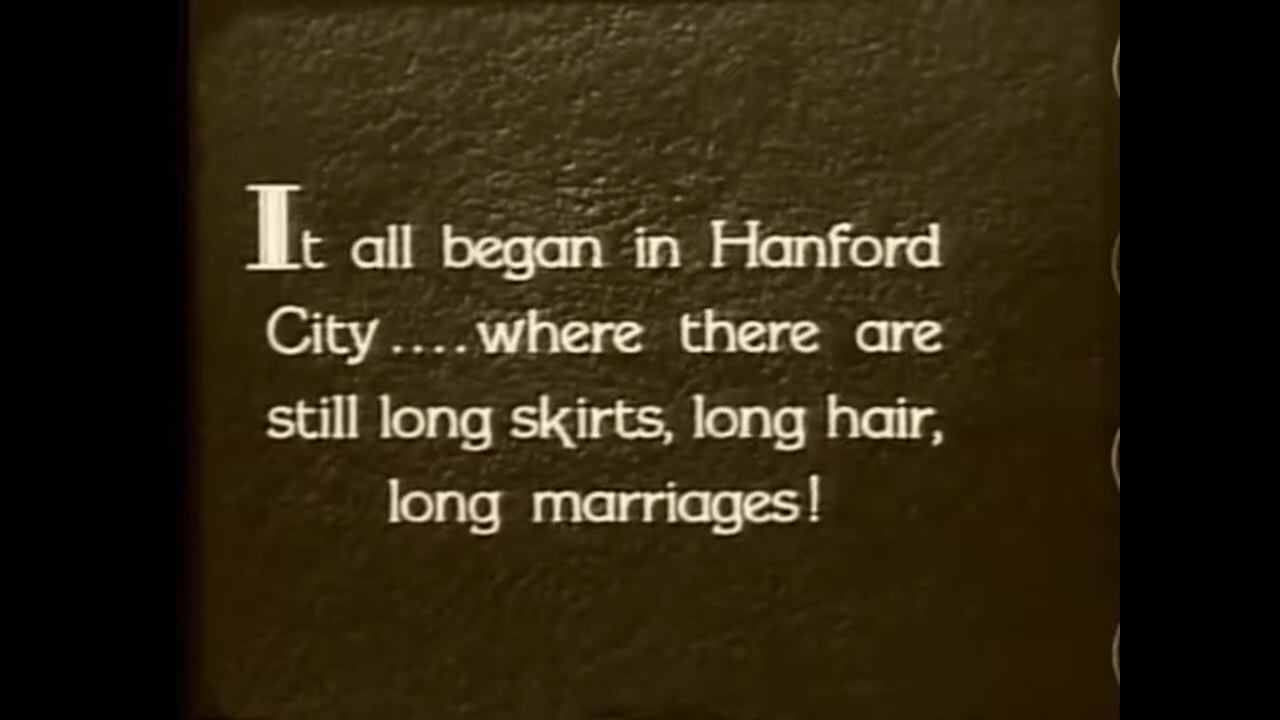 It all began in Hanford
City....where there are
still long skirts, long hair,
long marriages!